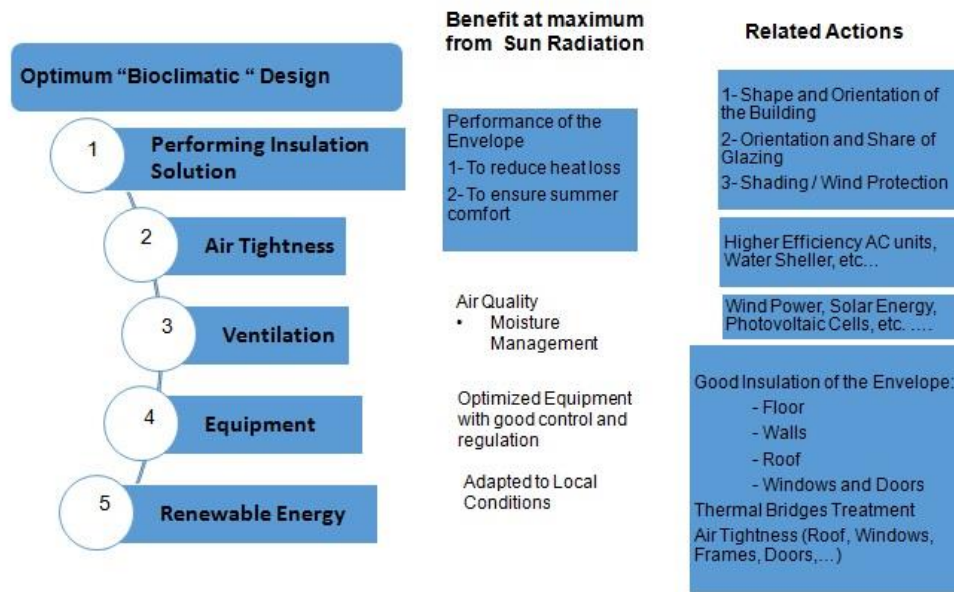 Optimum “Bioclimatic “ Design
1
Performing Insulation
Solution
2
Air Tightness
3
Ventilation
4
Equipment
5
Renewable Energy
Benefit at maximum
from Sun Radiation
Performance of the
Envelope
1- To reduce heat loss
2- To ensure summer
comfort
Air Quality
• Moisture
Management
Optimized Equipment
with good control and
regulation
Adapted to Local
Conditions
Related Actions
1- Shape and Orientation of
the Building
2- Orientation and Share of
Glazing
3- Shading / Wind Protection
Higher Efficiency AC units,
Water Sheller, etc...
Wind Power, Solar Energy,
Photovoltaic Cells, etc. ....
Good Insulation of the Envelope:
- Floor
- Walls
- Roof
- Windows and Doors
Thermal Bridges Treatment
Air Tightness (Roof, Windows,
Frames, Doors,...)